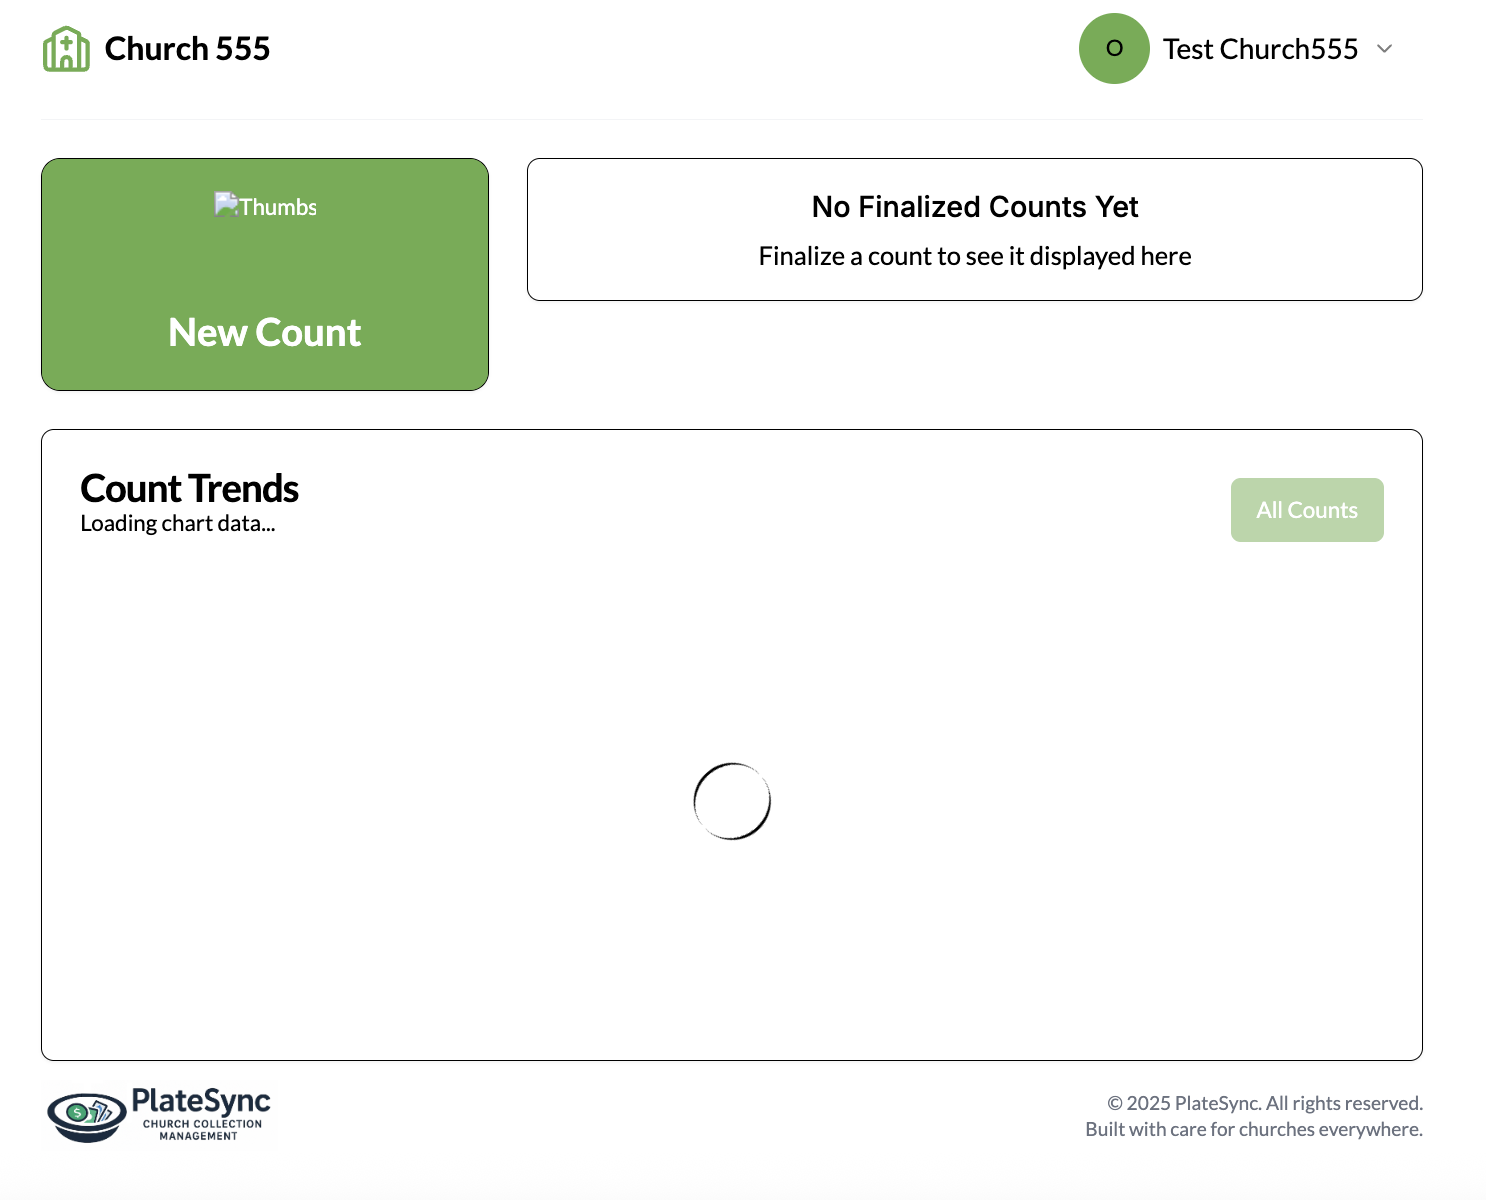 Church 555
O
Test Church555
Thumbs
New Count
No Finalized Counts Yet
Finalize a count to see it displayed here
Count Trends
Loading chart data...
All Counts
PlateSync
CHURCH COLLECTION
MANAGEMENT
© 2025 PlateSync. All rights reserved.
Built with care for churches everywhere.